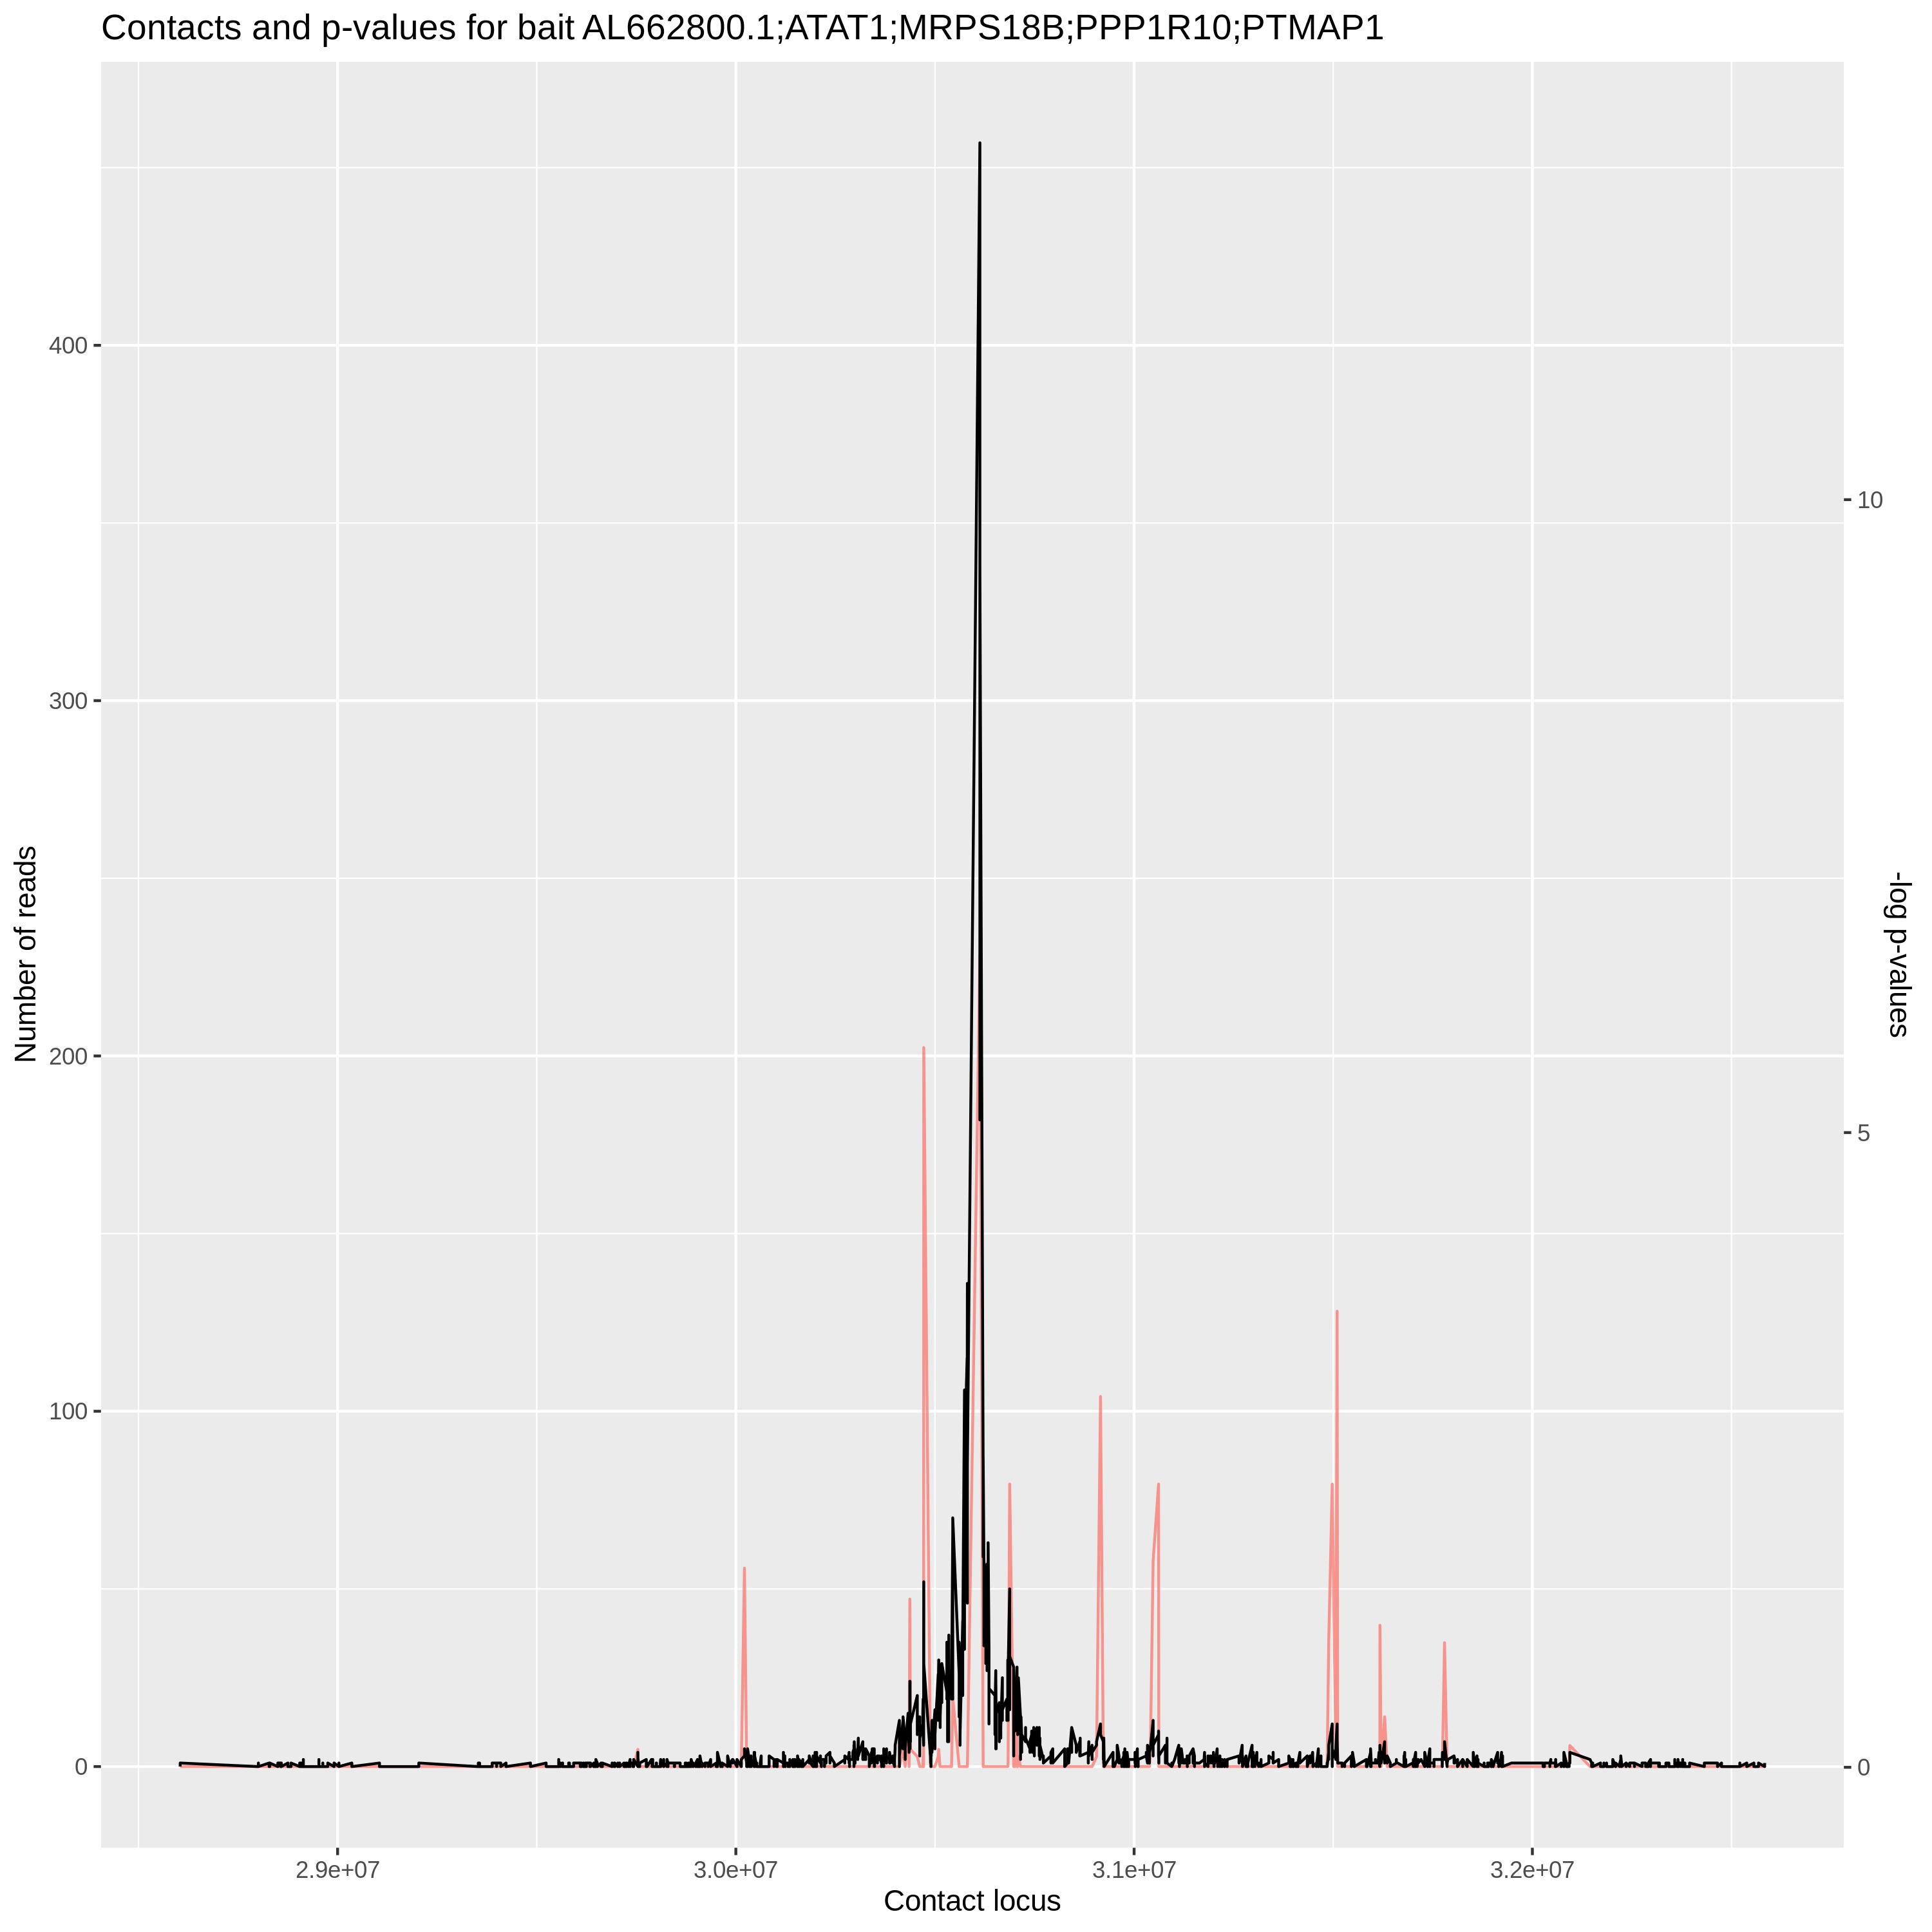 Contacts and p-values for bait AL662800.1;ATAT1;MRPS18B;PPP1R10;PTMAP1
Number of reads
400
300
200
100
0
10
5
0
-log p-values
2.9e+07
3.0e+07
3.1e+07
3.2e+07
Contact locus